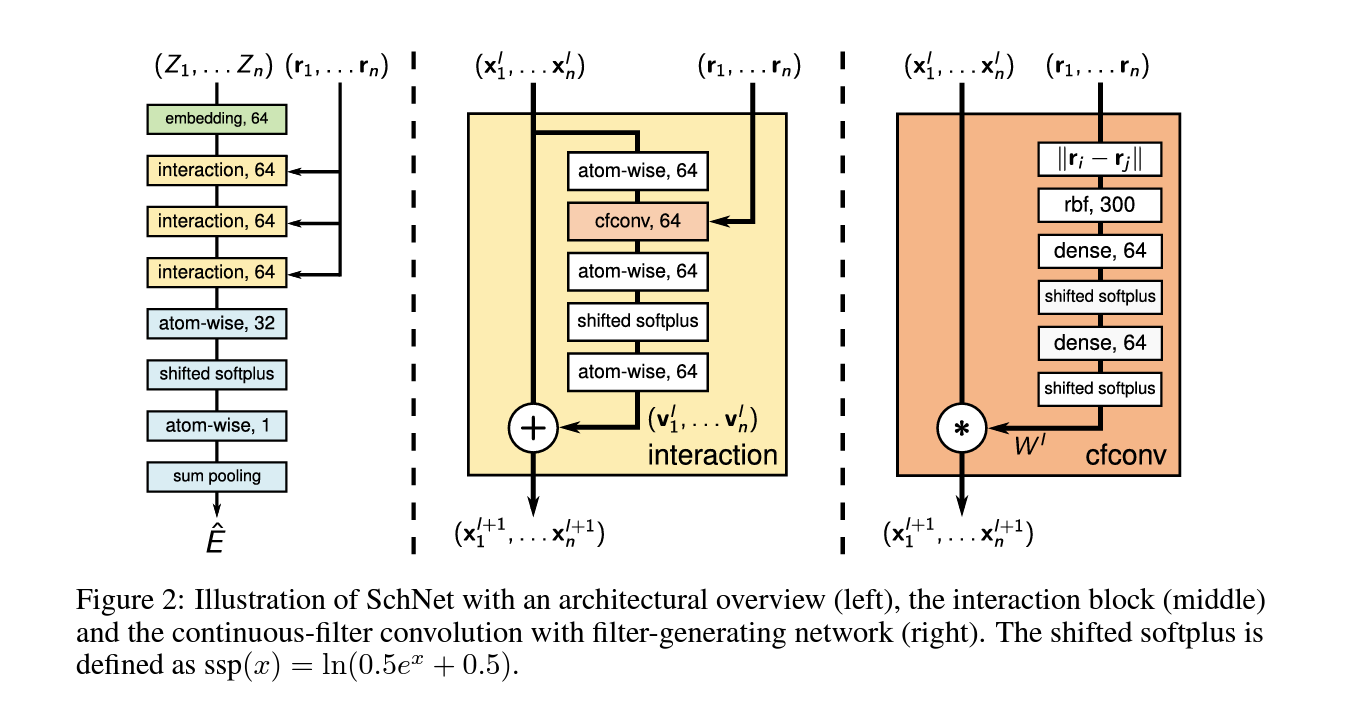 (Z₁, … Zₙ) (r₁, … rₙ)
embedding, 64
interaction, 64
interaction, 64
interaction, 64
atom-wise, 32
shifted softplus
atom-wise, 1
sum pooling
Ê
(x₁ˡ, … xₙˡ) (r₁, … rₙ)
atom-wise, 64
cfconv, 64
atom-wise, 64
shifted softplus
atom-wise, 64
+
(v₁ˡ, … vₙˡ)
interaction
(x₁ˡ⁺¹, … xₙˡ⁺¹)
(x₁ˡ, … xₙˡ) (r₁, … rₙ)
‖rᵢ − rⱼ‖
rbf, 300
dense, 64
shifted softplus
dense, 64
shifted softplus
*
Wˡ
cfconv
(x₁ˡ⁺¹, … xₙˡ⁺¹)
Figure 2: Illustration of SchNet with an architectural overview (left), the interaction block (middle)
and the continuous-filter convolution with filter-generating network (right). The shifted softplus is
defined as ssp(x) = ln(0.5eˣ + 0.5).